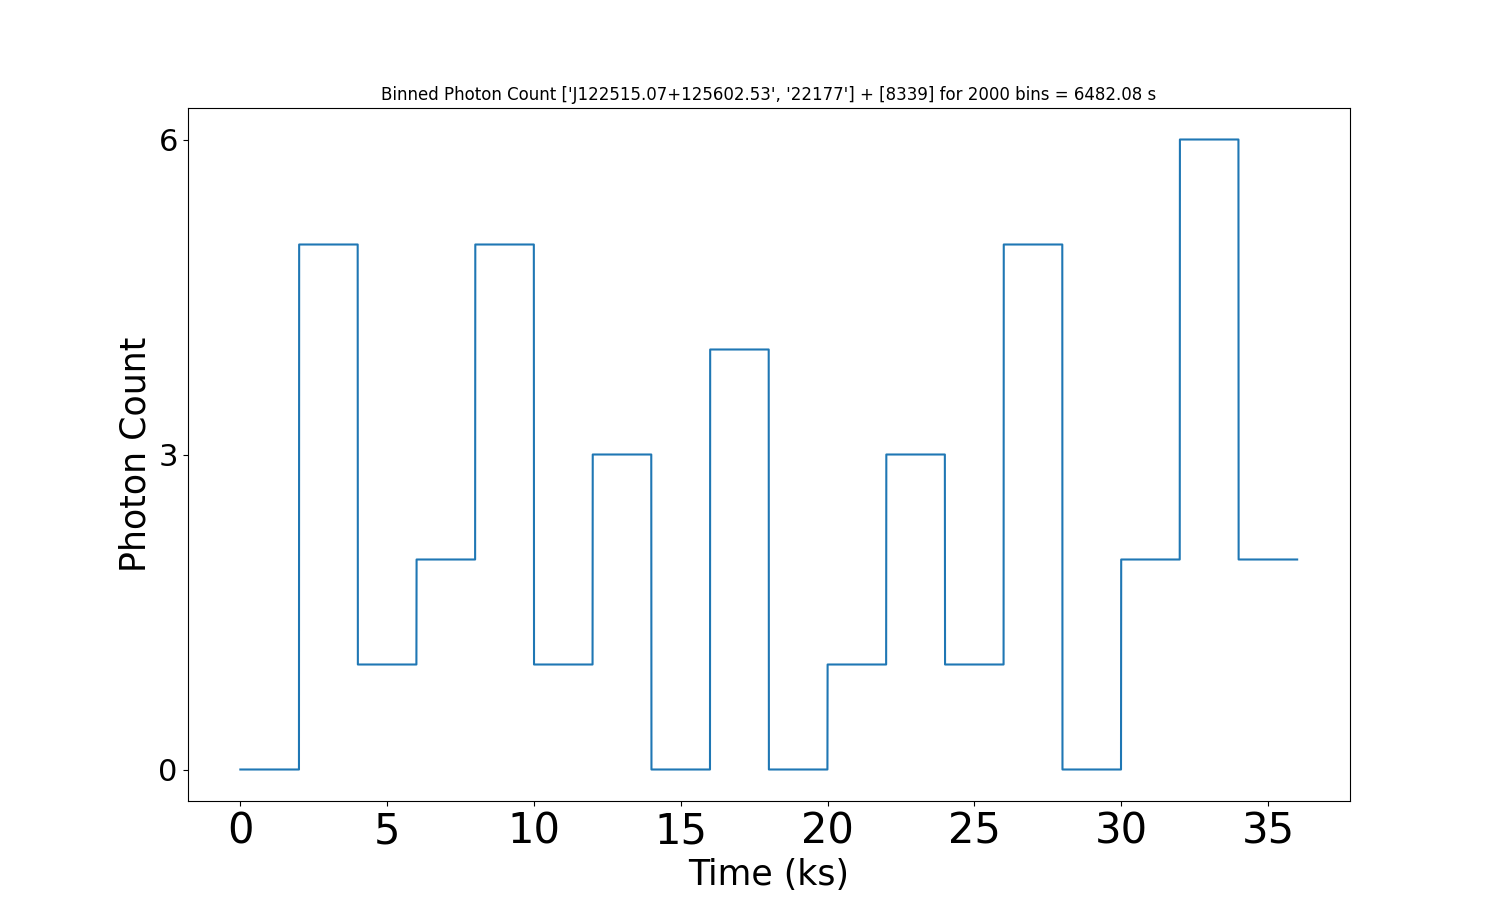 Binned Photon Count ['J122515.07+125602.53', '22177'] + [8339] for 2000 bins = 6482.08 s
6
3
0
Photon Count
0 5 10 15 20 25 30 35
Time (ks)